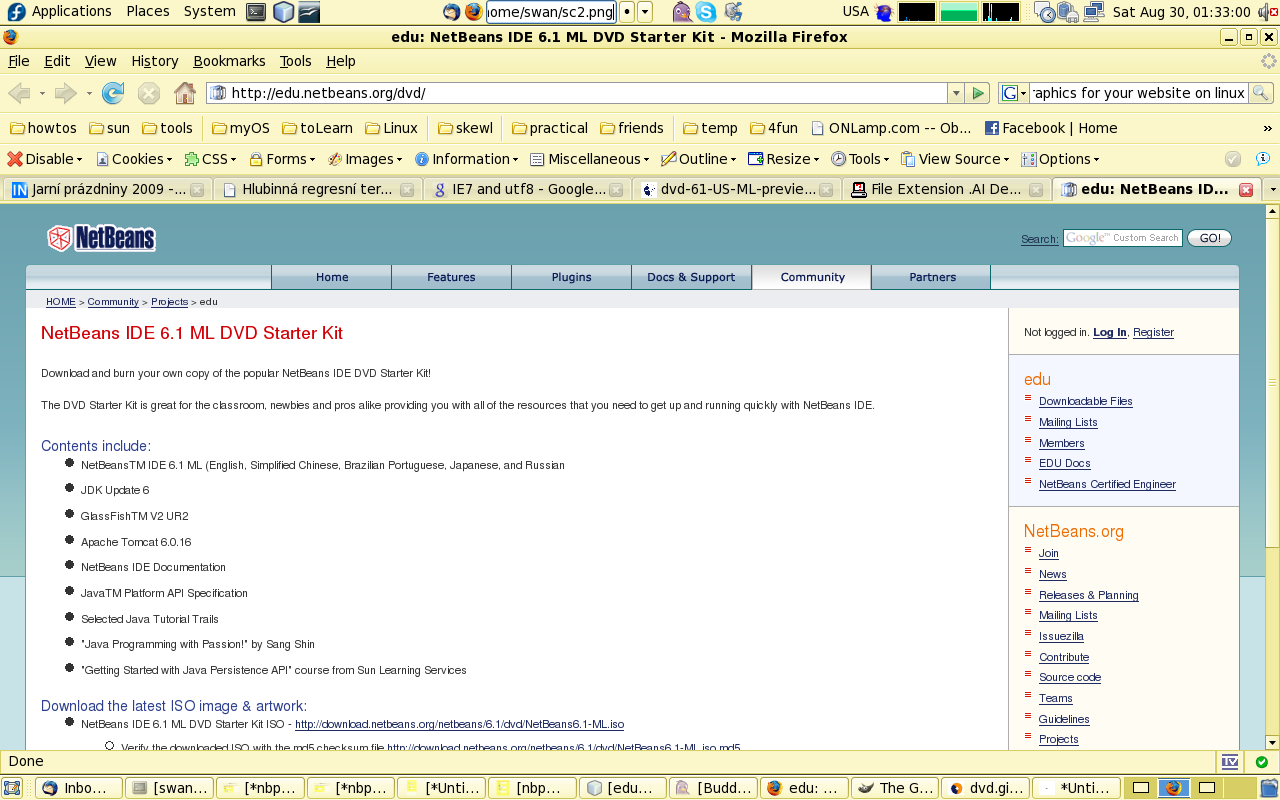 Applications Places System ome/swan/sc2.png USA Sat Aug 30, 01:33:00
edu: NetBeans IDE 6.1 ML DVD Starter Kit - Mozilla Firefox
File Edit View History Bookmarks Tools Help
http://edu.netbeans.org/dvd/ G raphics for your website on linux
howtos sun tools myOS toLearn Linux skewl practical friends temp 4fun ONLamp.com -- Ob... Facebook | Home »
Disable Cookies CSS Forms Images Information Miscellaneous Outline Resize Tools View Source Options
IN Jarní prázdniny 2009 -... Hlubinná regresní ter... IE7 and utf8 - Google... dvd-61-US-ML-previe... File Extension .AI De... edu: NetBeans ID...
NetBeans
Search: Google™ Custom Search GO!
Home Features Plugins Docs & Support Community Partners
HOME > Community > Projects > edu
NetBeans IDE 6.1 ML DVD Starter Kit
Download and burn your own copy of the popular NetBeans IDE DVD Starter Kit!
The DVD Starter Kit is great for the classroom, newbies and pros alike providing you with all of the resources that you need to get up and running quickly with NetBeans IDE.
Contents include:
NetBeansTM IDE 6.1 ML (English, Simplified Chinese, Brazilian Portuguese, Japanese, and Russian
JDK Update 6
GlassFishTM V2 UR2
Apache Tomcat 6.0.16
NetBeans IDE Documentation
JavaTM Platform API Specification
Selected Java Tutorial Trails
"Java Programming with Passion!" by Sang Shin
"Getting Started with Java Persistence API" course from Sun Learning Services
Download the latest ISO image & artwork:
NetBeans IDE 6.1 ML DVD Starter Kit ISO - http://download.netbeans.org/netbeans/6.1/dvd/NetBeans6.1-ML.iso
Verify the downloaded ISO with the md5 checksum file http://download.netbeans.org/netbeans/6.1/dvd/NetBeans6.1-ML.iso.md5
Not logged in. Log In, Register
edu
Downloadable Files
Mailing Lists
Members
EDU Docs
NetBeans Certified Engineer
NetBeans.org
Join
News
Releases & Planning
Mailing Lists
Issuezilla
Contribute
Source code
Teams
Guidelines
Projects
Done
Inbo... [swan... [*nbp... [*nbp... [*Unti... [nbp... [edu... [Budd... edu: ... The G... dvd.gi... *Unti...